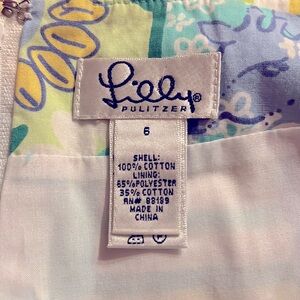 Lilly®
PULITZER
6
SHELL:
100% COTTON
LINING:
65%POLYESTER
35% COTTON
RN# 88189
MADE IN
CHINA